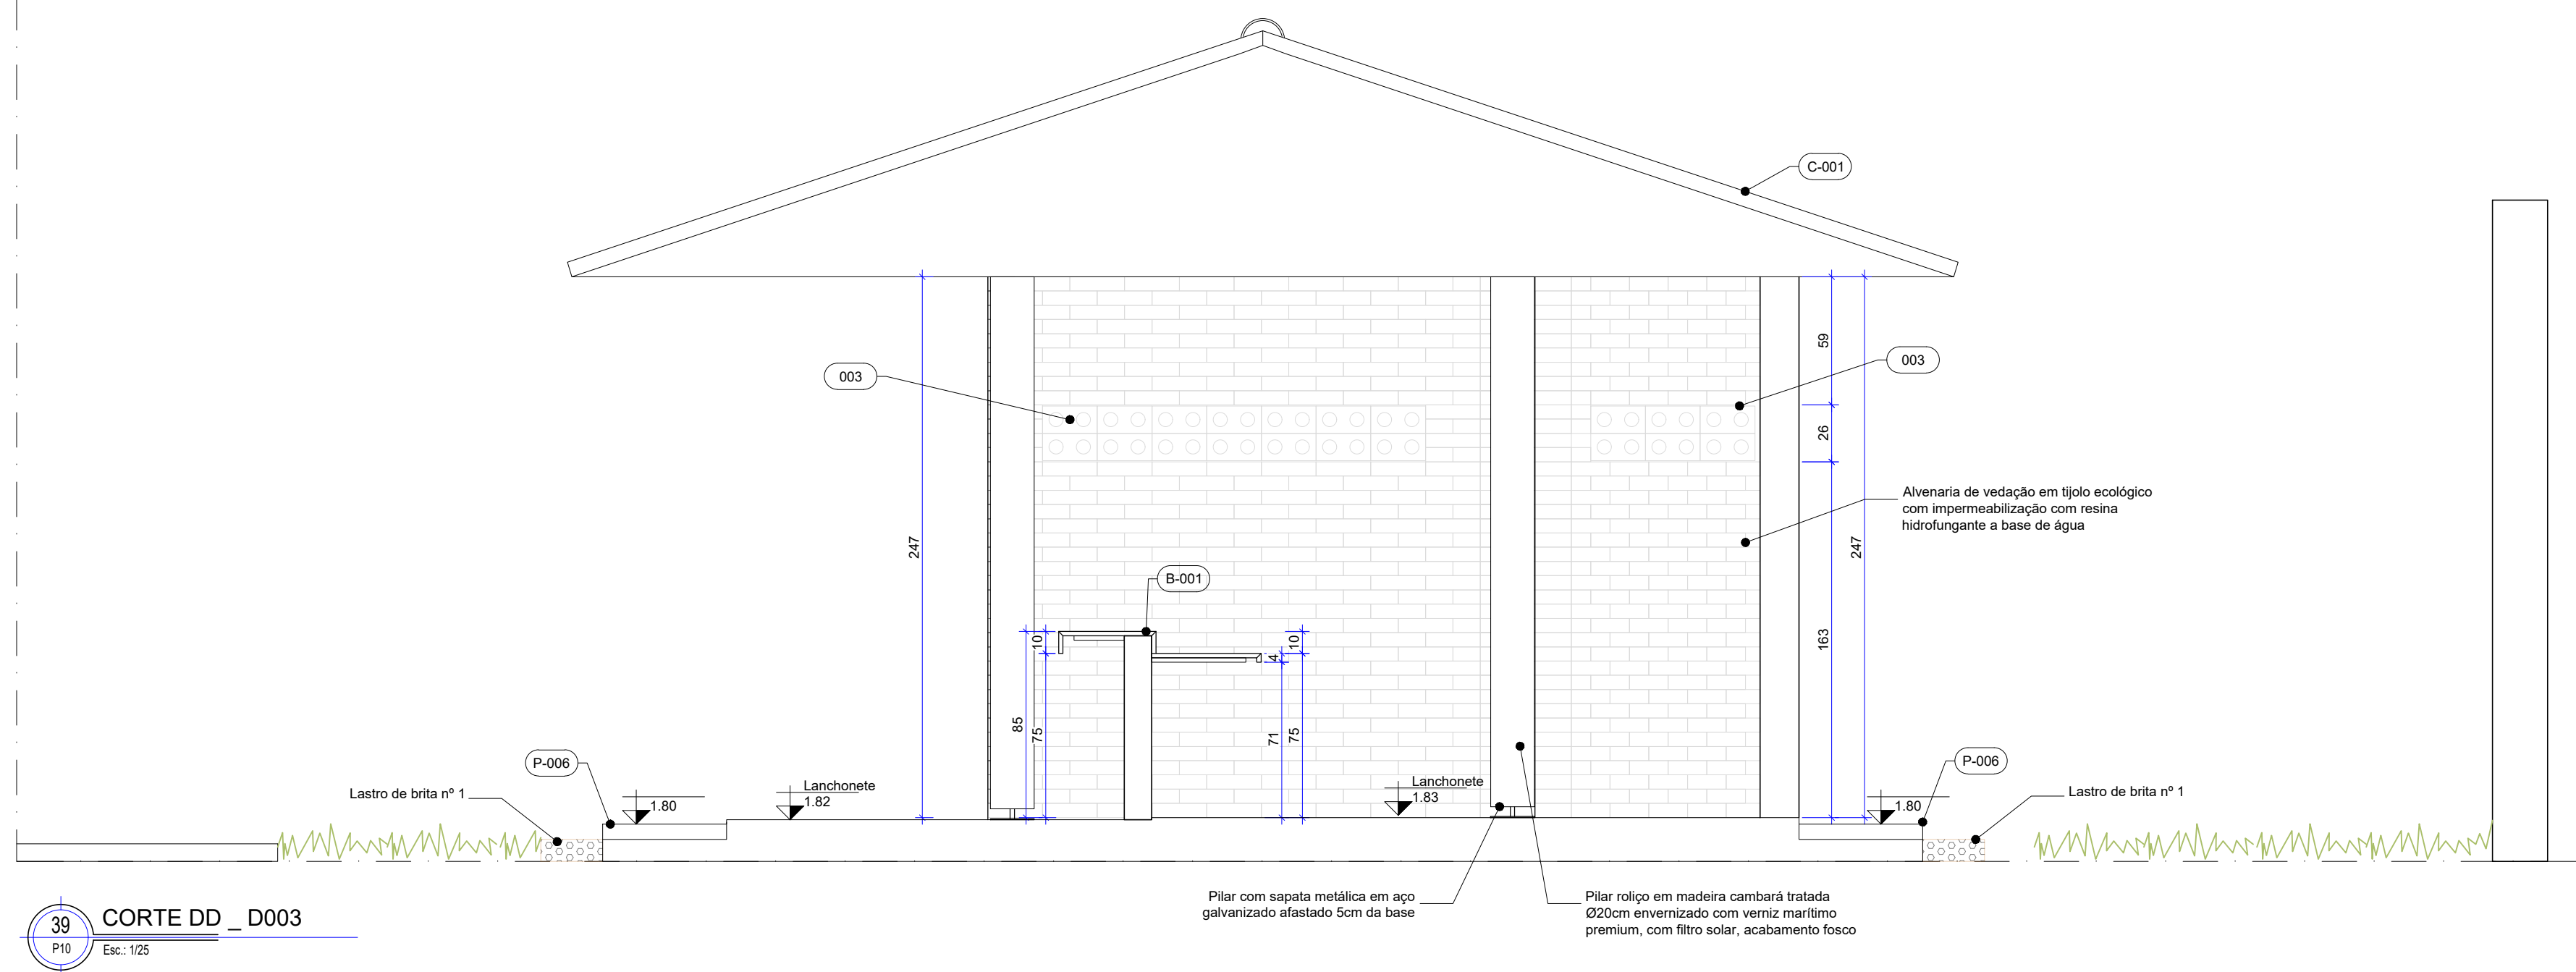 C-001
003
003
59
26
163
247
247
Alvenaria de vedação em tijolo ecológico
com impermeabilização com resina
hidrofungante a base de água
B-001
10
85
75
10
4
71
75
P-006
Lastro de brita nº 1
1.80
Lanchonete
1.82
Lanchonete
1.83
P-006
1.80
Lastro de brita nº 1
Pilar com sapata metálica em aço
galvanizado afastado 5cm da base
Pilar roliço em madeira cambará tratada
Ø20cm envernizado com verniz marítimo
premium, com filtro solar, acabamento fosco
39
P10
CORTE DD _ D003
Esc.: 1/25